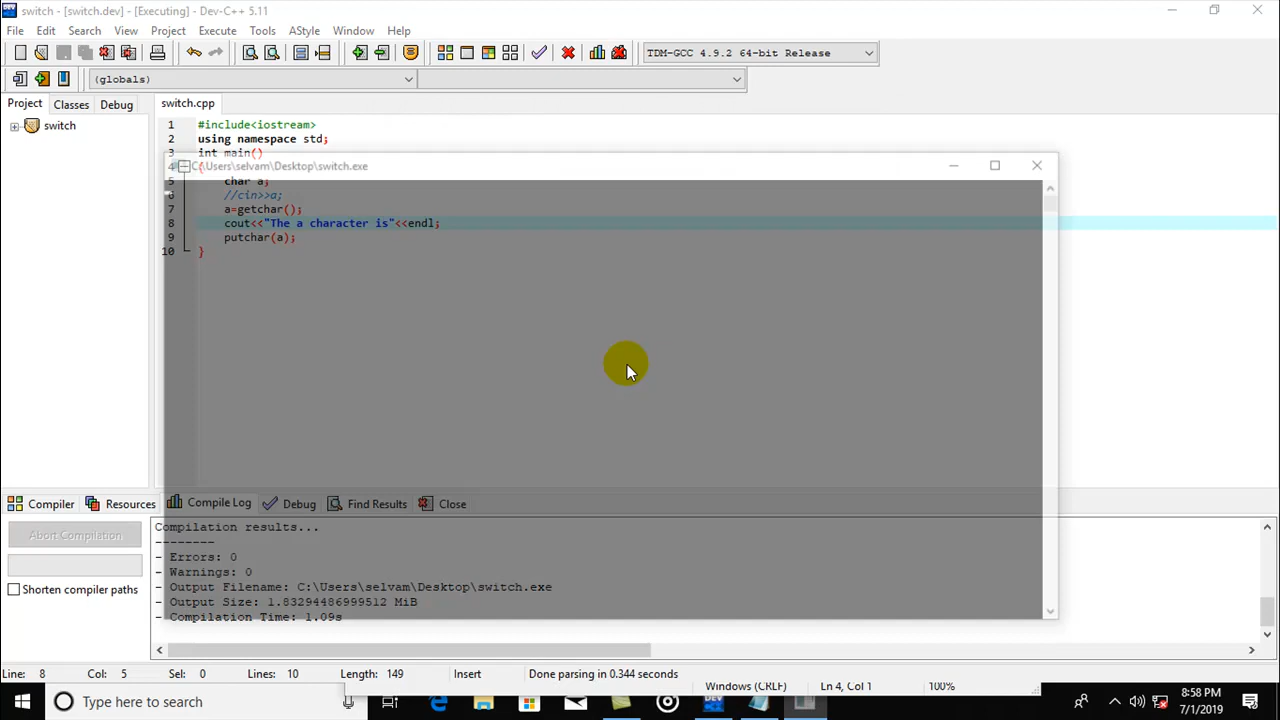 switch - [switch.dev] - [Executing] - Dev-C++ 5.11
File Edit Search View Project Execute Tools AStyle Window Help
TDM-GCC 4.9.2 64-bit Release
(globals)
Project Classes Debug
switch
switch.cpp
1 #include<iostream>
2 using namespace std;
3 int main()
4 {
C:\Users\selvam\Desktop\switch.exe
5 char a;
6 //cin>>a;
7 a=getchar();
8 cout<<"The a character is"<<endl;
9 putchar(a);
10 }
Compiler Resources Compile Log Debug Find Results Close
Abort Compilation
Shorten compiler paths
Compilation results...
--------
- Errors: 0
- Warnings: 0
- Output Filename: C:\Users\selvam\Desktop\switch.exe
- Output Size: 1.83294486999512 MiB
- Compilation Time: 1.09s
Line: 8 Col: 5 Sel: 0 Lines: 10 Length: 149 Insert Done parsing in 0.344 seconds
Windows (CRLF) Ln 4, Col 1 100%
Type here to search
DEV
8:58 PM
7/1/2019